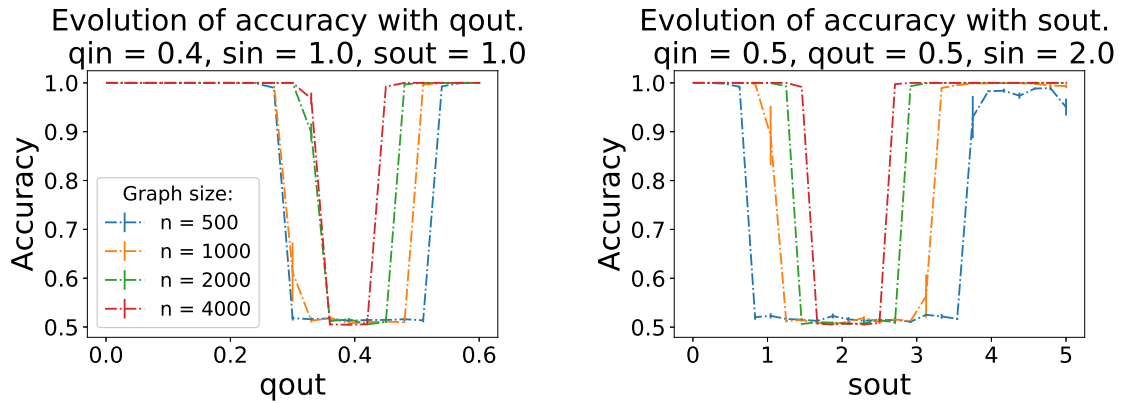 Evolution of accuracy with qout.
qin = 0.4, sin = 1.0, sout = 1.0
Accuracy
1.0
0.9
0.8
0.7
0.6
0.5
Graph size:
n = 500
n = 1000
n = 2000
n = 4000
0.0 0.2 0.4 0.6
qout
Evolution of accuracy with sout.
qin = 0.5, qout = 0.5, sin = 2.0
Accuracy
1.0
0.9
0.8
0.7
0.6
0.5
0 1 2 3 4 5
sout